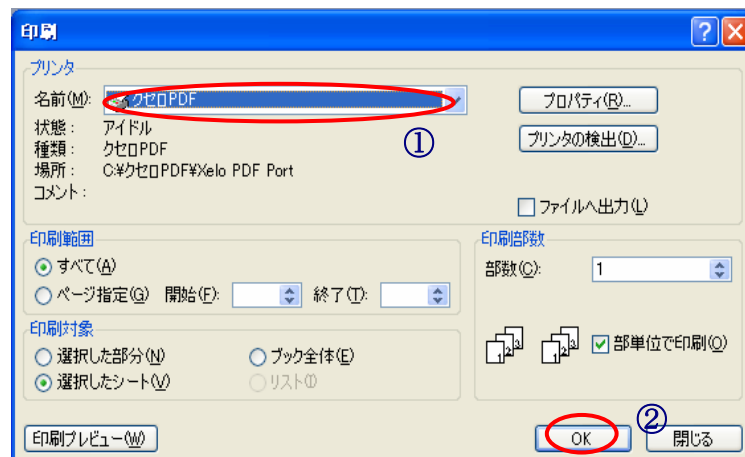 印刷
プリンタ
名前(M): クセロPDF
プロパティ(R)...
状態： アイドル
①
プリンタの検出(D)...
種類： クセロPDF
場所： C:¥クセロPDF¥Xelo PDF Port
コメント：
ファイルへ出力(L)
印刷範囲
すべて(A)
ページ指定(G) 開始(F): 終了(T):
印刷部数
部数(C): 1
1 2 3 1 2 3
部単位で印刷(O)
印刷対象
選択した部分(N) ブック全体(E)
選択したシート(V) リスト(I)
②
印刷プレビュー(W) OK 閉じる